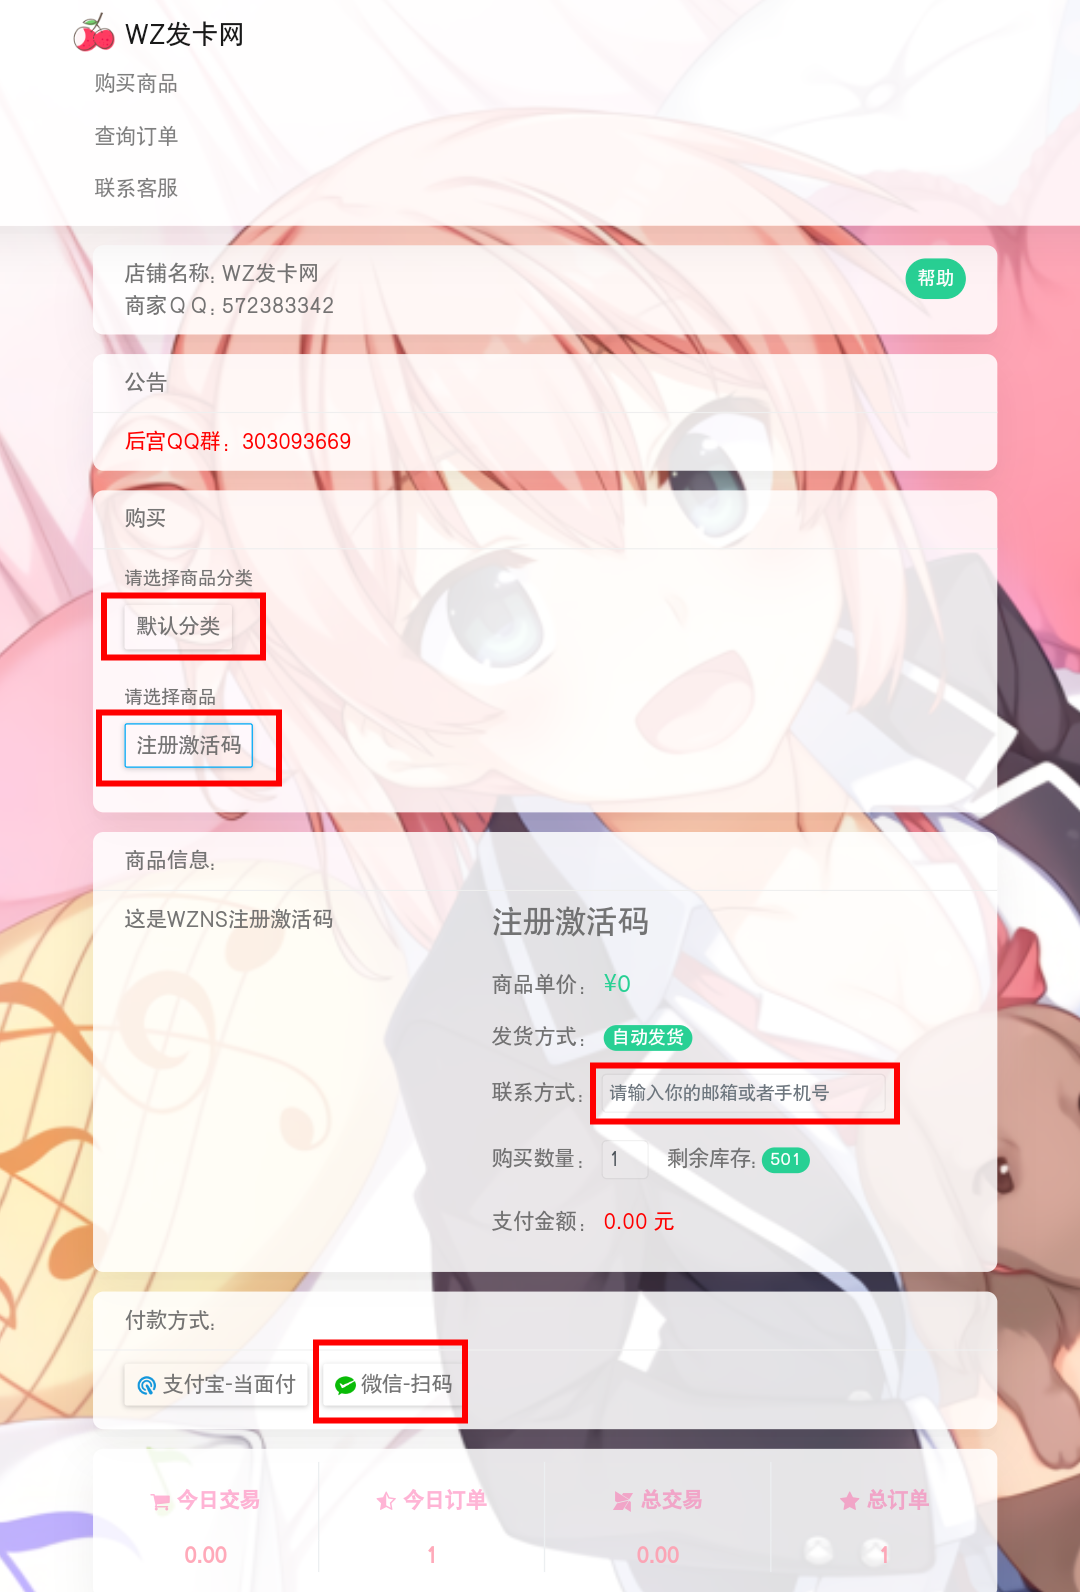 WZ发卡网
购买商品
查询订单
联系客服
店铺名称: WZ发卡网
帮助
商家QQ: 572383342
公告
后宫QQ群：303093669
购买
请选择商品分类
默认分类
请选择商品
注册激活码
商品信息:
这是WZNS注册激活码
注册激活码
商品单价： ¥0
发货方式： 自动发货
联系方式: 请输入你的邮箱或者手机号
购买数量： 1 剩余库存: 501
支付金额： 0.00 元
付款方式:
支付宝-当面付 微信-扫码
今日交易 今日订单 总交易 总订单
0.00 1 0.00 1